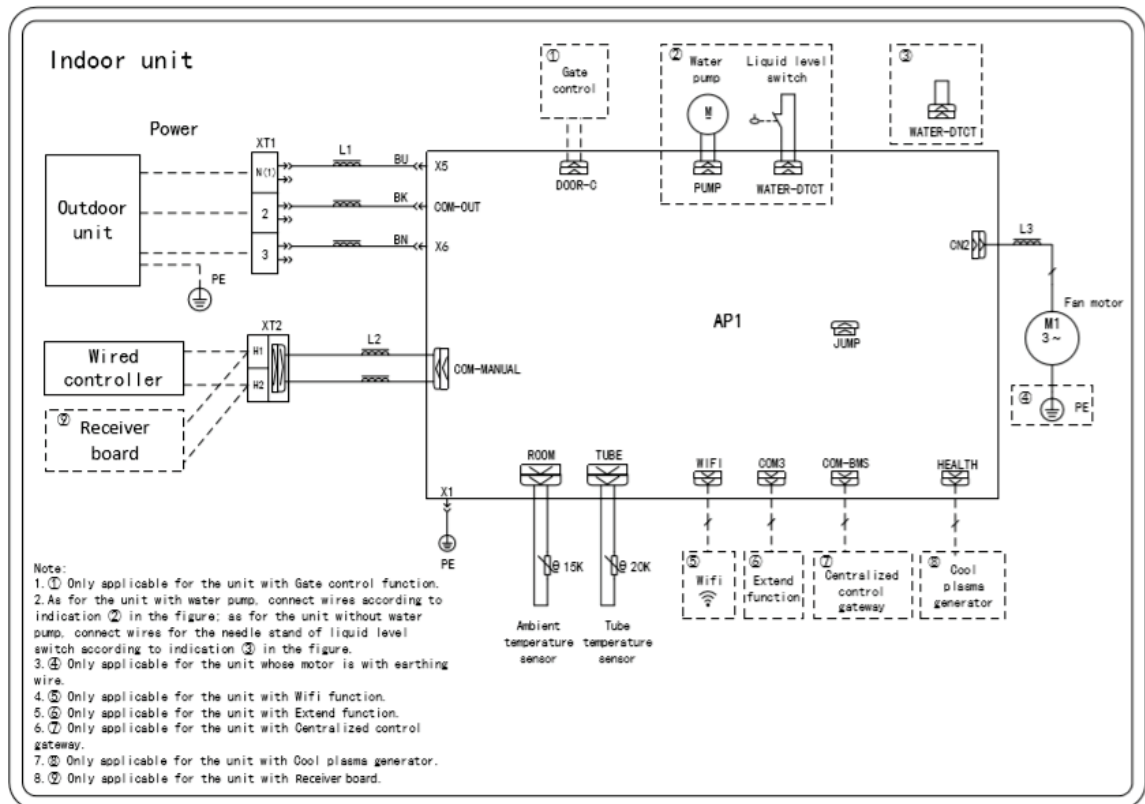 Indoor unit
Power
Outdoor
unit
XT1
N(1)
2
3
L1
BU
BK
BN
X5
COM-OUT
X6
PE
①
Gate
control
DOOR-C
②
Water
pump
M
PUMP
Liquid level
switch
WATER-DTCT
③
WATER-DTCT
CN2
L3
Fan motor
M1
3~
④
PE
AP1
JUMP
Wired
controller
⑨
Receiver
board
XT2
H1
H2
L2
COM-MANUAL
X1
PE
ROOM
TUBE
θ 15K
θ 20K
Ambient
temperature
sensor
Tube
temperature
sensor
WIFI
COM3
COM-BMS
HEALTH
⑤
Wifi
⑥
Extend
function
⑦
Centralized
control
gateway
⑧
Cool
plasma
generator
Note:
1. ① Only applicable for the unit with Gate control function.
2. As for the unit with water pump, connect wires according to
indication ② in the figure; as for the unit without water
pump, connect wires for the needle stand of liquid level
switch according to indication ③ in the figure.
3. ④ Only applicable for the unit whose motor is with earthing
wire.
4. ⑤ Only applicable for the unit with Wifi function.
5. ⑥ Only applicable for the unit with Extend function.
6. ⑦ Only applicable for the unit with Centralized control
gateway.
7. ⑧ Only applicable for the unit with Cool plasma generator.
8. ⑨ Only applicable for the unit with Receiver board.